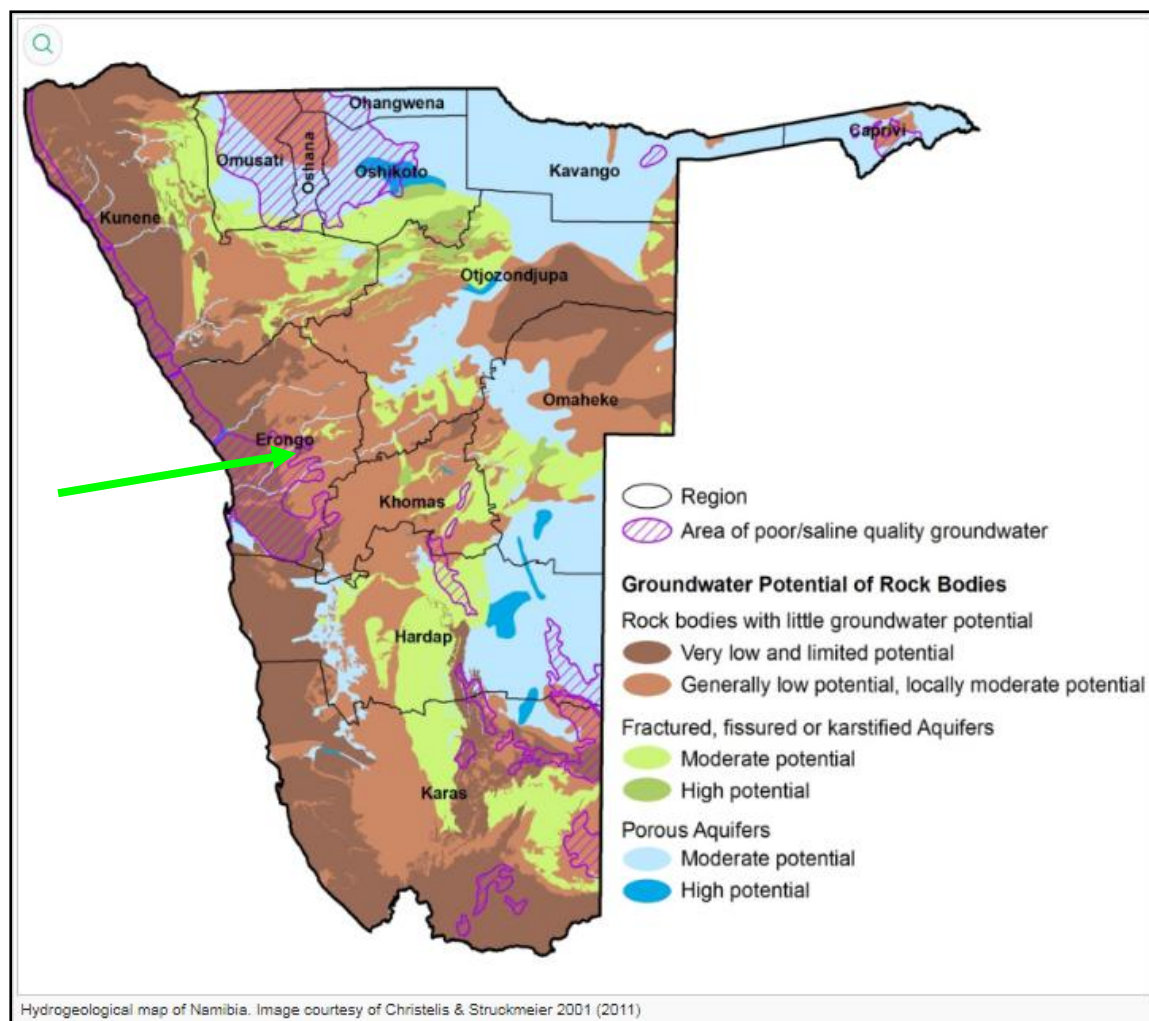 Ohangwena
Omusati
Oshana
Oshikoto
Kavango
Caprivi
Kunene
Otjozondjupa
Omaheke
Erongo
Khomas
Hardap
Karas
Region
Area of poor/saline quality groundwater
Groundwater Potential of Rock Bodies
Rock bodies with little groundwater potential
Very low and limited potential
Generally low potential, locally moderate potential
Fractured, fissured or karstified Aquifers
Moderate potential
High potential
Porous Aquifers
Moderate potential
High potential
Hydrogeological map of Namibia. Image courtesy of Christelis & Struckmeier 2001 (2011)